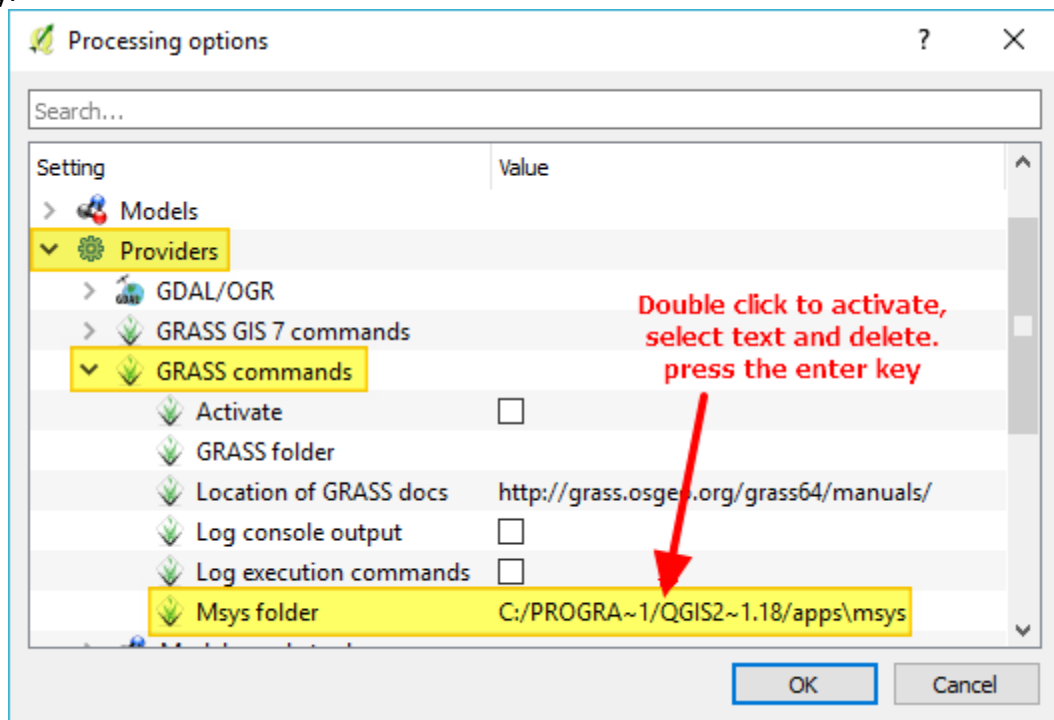 y.
Processing options ? ×
Search...
Setting Value
> Models
Providers
> GDAL/OGR
> GRASS GIS 7 commands
GRASS commands
Activate
GRASS folder
Location of GRASS docs http://grass.osgeo.org/grass64/manuals/
Log console output
Log execution commands
Msys folder C:/PROGRA~1/QGIS2~1.18/apps\msys
Double click to activate,
select text and delete.
press the enter key
OK Cancel